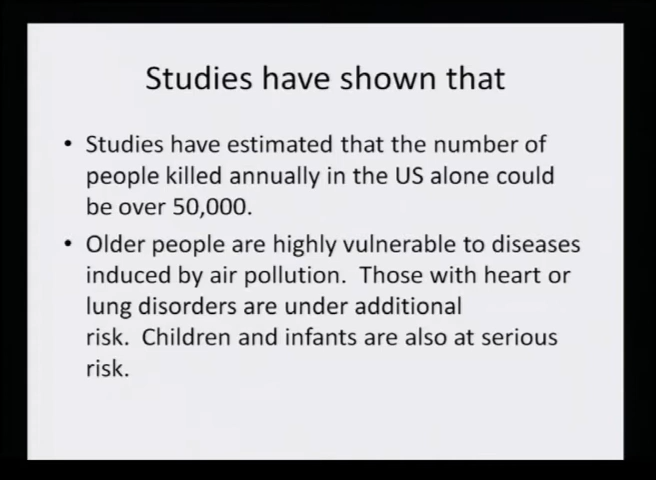 Studies have shown that
• Studies have estimated that the number of
people killed annually in the US alone could
be over 50,000.
• Older people are highly vulnerable to diseases
induced by air pollution.  Those with heart or
lung disorders are under additional
risk.  Children and infants are also at serious
risk.